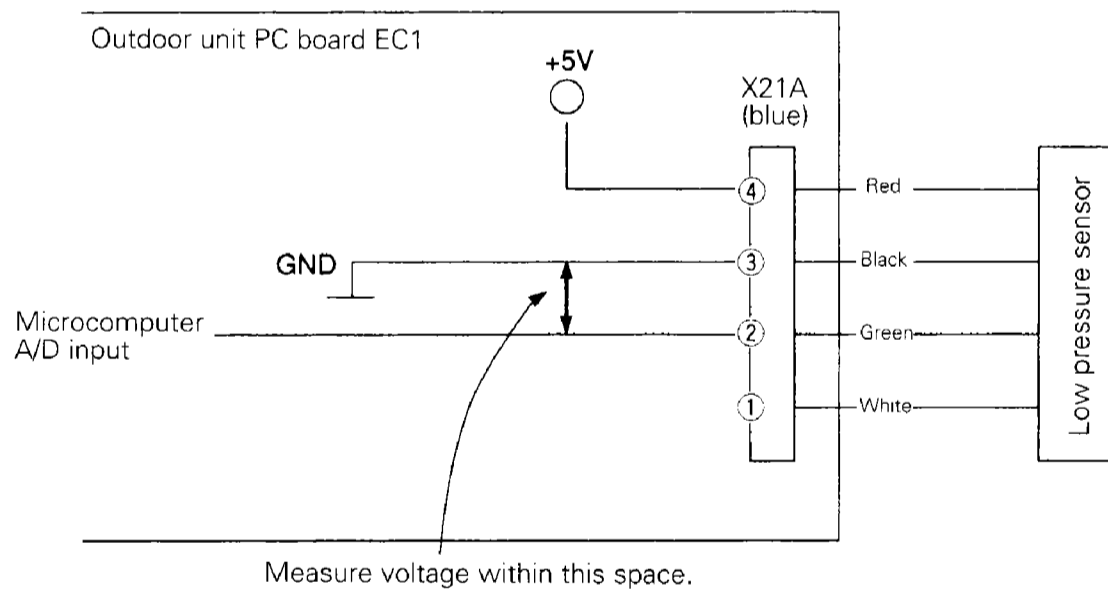 Outdoor unit PC board EC1
+5V
X21A
(blue)
4
Red
GND
3
Black
Microcomputer
A/D input
2
Green
1
White
Low pressure sensor
Measure voltage within this space.